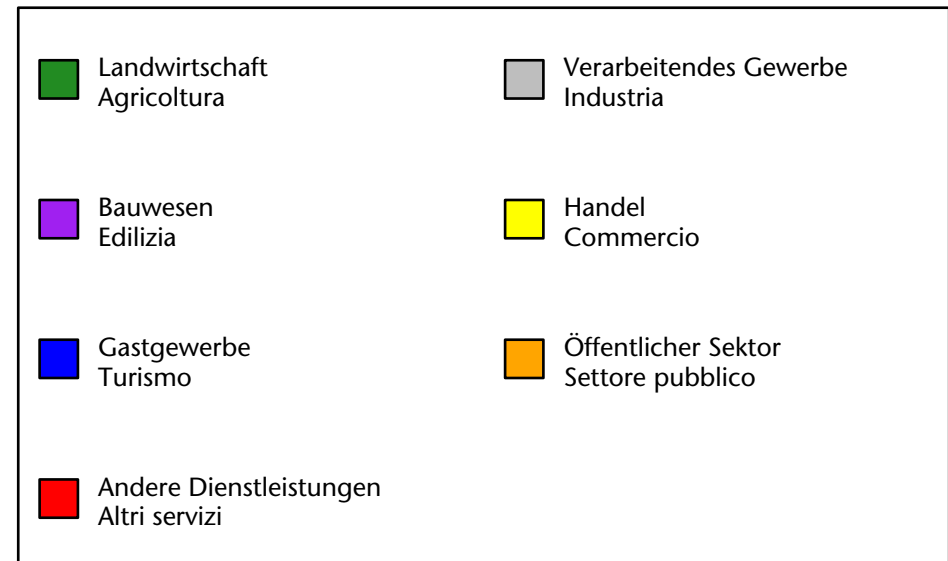 Landwirtschaft
Agricoltura
Verarbeitendes Gewerbe
Industria
Bauwesen
Edilizia
Handel
Commercio
Gastgewerbe
Turismo
Öffentlicher Sektor
Settore pubblico
Andere Dienstleistungen
Altri servizi